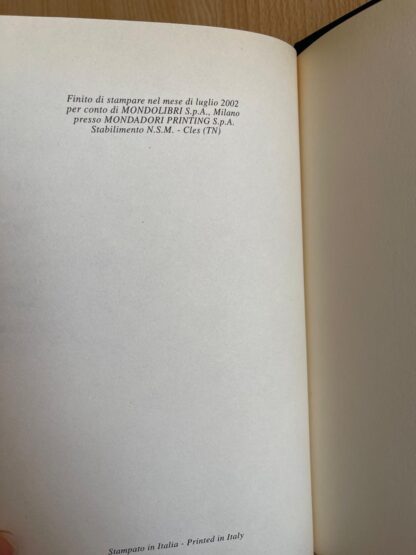 Finito di stampare nel mese di luglio 2002
per conto di MONDOLIBRI S.p.A., Milano
presso MONDADORI PRINTING S.p.A.
Stabilimento N.S.M. - Cles (TN)
Stampato in Italia - Printed in Italy